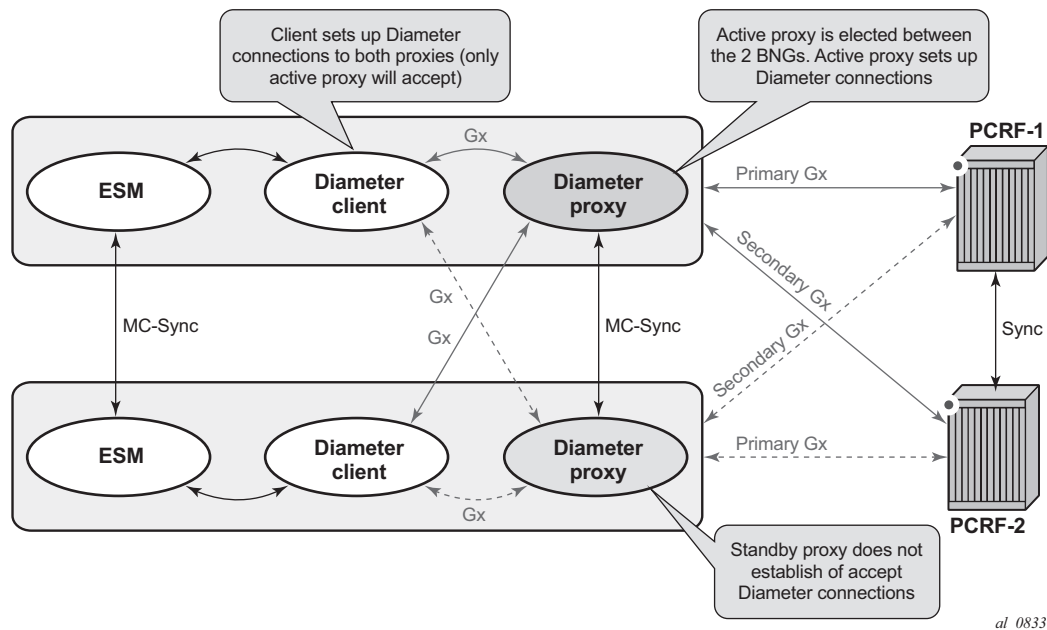 Client sets up Diameter
connections to both proxies (only
active proxy will accept)
Active proxy is elected between
the 2 BNGs. Active proxy sets up
Diameter connections
PCRF-1
Gx
ESM
Diameter
client
Diameter
proxy
Primary Gx
Secondary Gx
Gx
MC-Sync
Gx
MC-Sync
Sync
Secondary Gx
ESM
Diameter
client
Diameter
proxy
Primary Gx
Gx
PCRF-2
Standby proxy does not
establish of accept
Diameter connections
al_0833